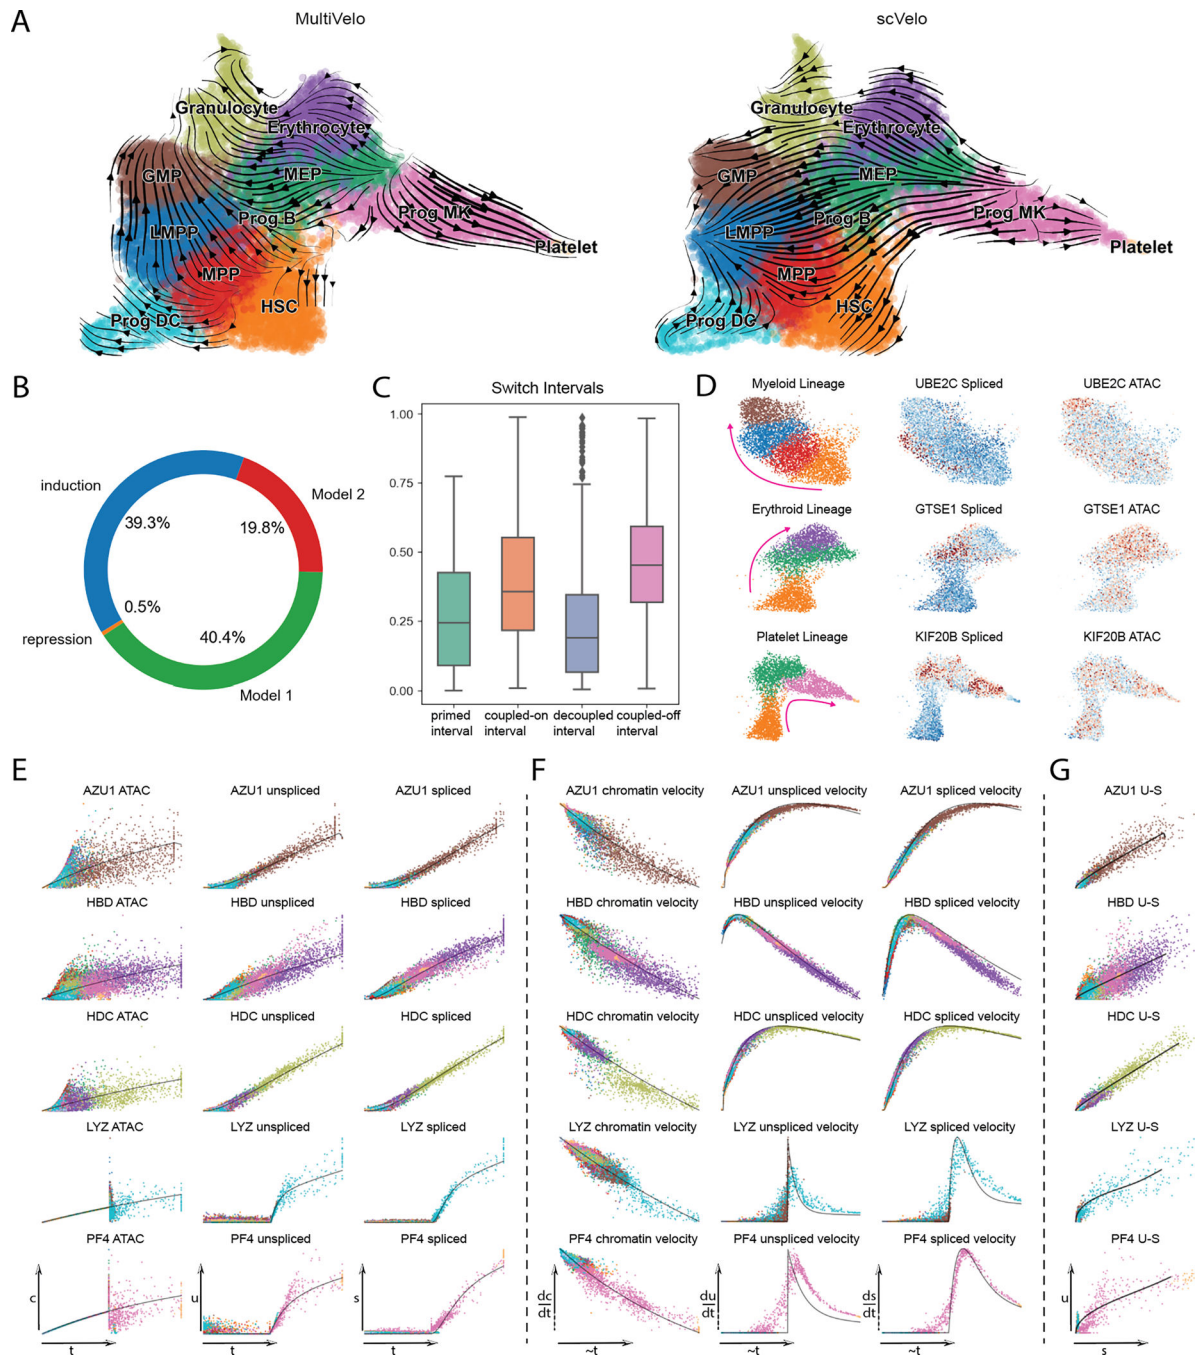 A
MultiVelo
scVelo
Granulocyte
Erythrocyte
GMP
MEP
Prog B
Prog MK
LMPP
Platelet
MPP
HSC
Prog DC
Granulocyte
Erythrocyte
GMP
MEP
Prog B
Prog MK
LMPP
Platelet
MPP
HSC
Prog DC
B
induction
39.3%
Model 2
19.8%
0.5%
repression
40.4%
Model 1
C
Switch Intervals
1.00
0.75
0.50
0.25
0.00
primed interval
coupled-on interval
decoupled interval
coupled-off interval
D
Myeloid Lineage
UBE2C Spliced
UBE2C ATAC
Erythroid Lineage
GTSE1 Spliced
GTSE1 ATAC
Platelet Lineage
KIF20B Spliced
KIF20B ATAC
E
AZU1 ATAC
AZU1 unspliced
AZU1 spliced
HBD ATAC
HBD unspliced
HBD spliced
HDC ATAC
HDC unspliced
HDC spliced
LYZ ATAC
LYZ unspliced
LYZ spliced
PF4 ATAC
PF4 unspliced
PF4 spliced
c
t
u
t
s
t
F
AZU1 chromatin velocity
AZU1 unspliced velocity
AZU1 spliced velocity
HBD chromatin velocity
HBD unspliced velocity
HBD spliced velocity
HDC chromatin velocity
HDC unspliced velocity
HDC spliced velocity
LYZ chromatin velocity
LYZ unspliced velocity
LYZ spliced velocity
PF4 chromatin velocity
PF4 unspliced velocity
PF4 spliced velocity
dc
dt
~t
du
dt
~t
ds
dt
~t
G
AZU1 U-S
HBD U-S
HDC U-S
LYZ U-S
PF4 U-S
u
s